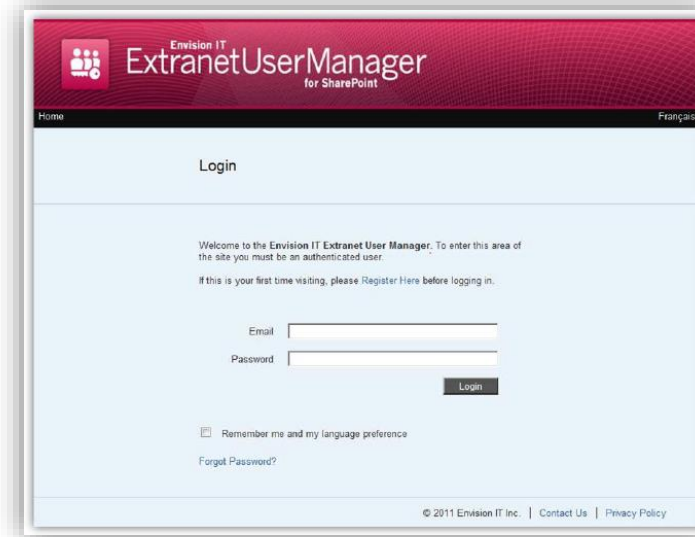 Envision IT
ExtranetUserManager
for SharePoint
Home Français
Login
Welcome to the Envision IT Extranet User Manager. To enter this area of
the site you must be an authenticated user.
If this is your first time visiting, please Register Here before logging in.
Email
Password
Login
Remember me and my language preference
Forgot Password?
© 2011 Envision IT Inc. | Contact Us | Privacy Policy